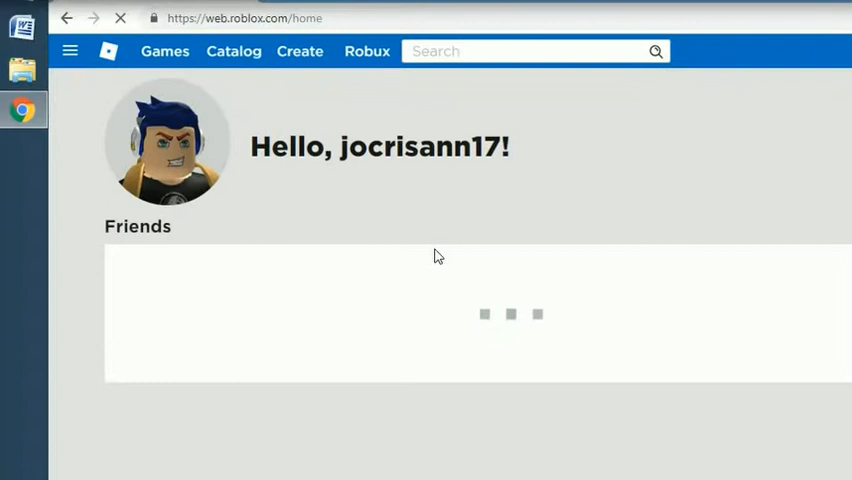 https://web.roblox.com/home
Games Catalog Create Robux Search
Hello, jocrisann17!
Friends